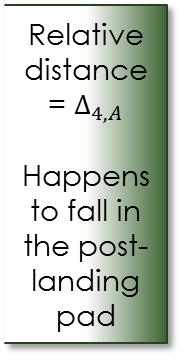 Relative
distance
= Δ₄,A
Happens
to fall in
the post-
landing
pad